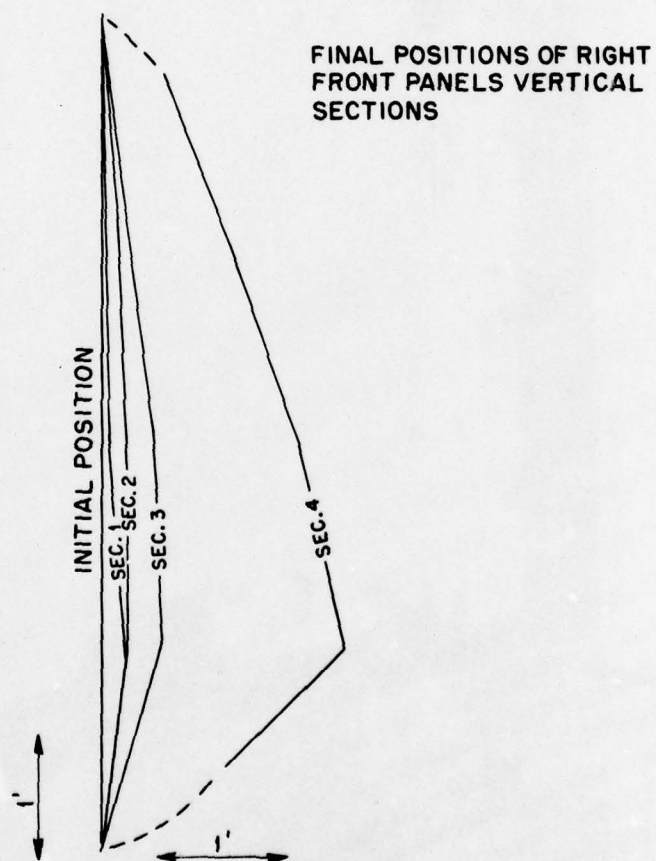 FINAL POSITIONS OF RIGHT
FRONT PANELS VERTICAL
SECTIONS
INITIAL POSITION
SEC. 1
SEC. 2
SEC. 3
SEC. 4
1'
1'